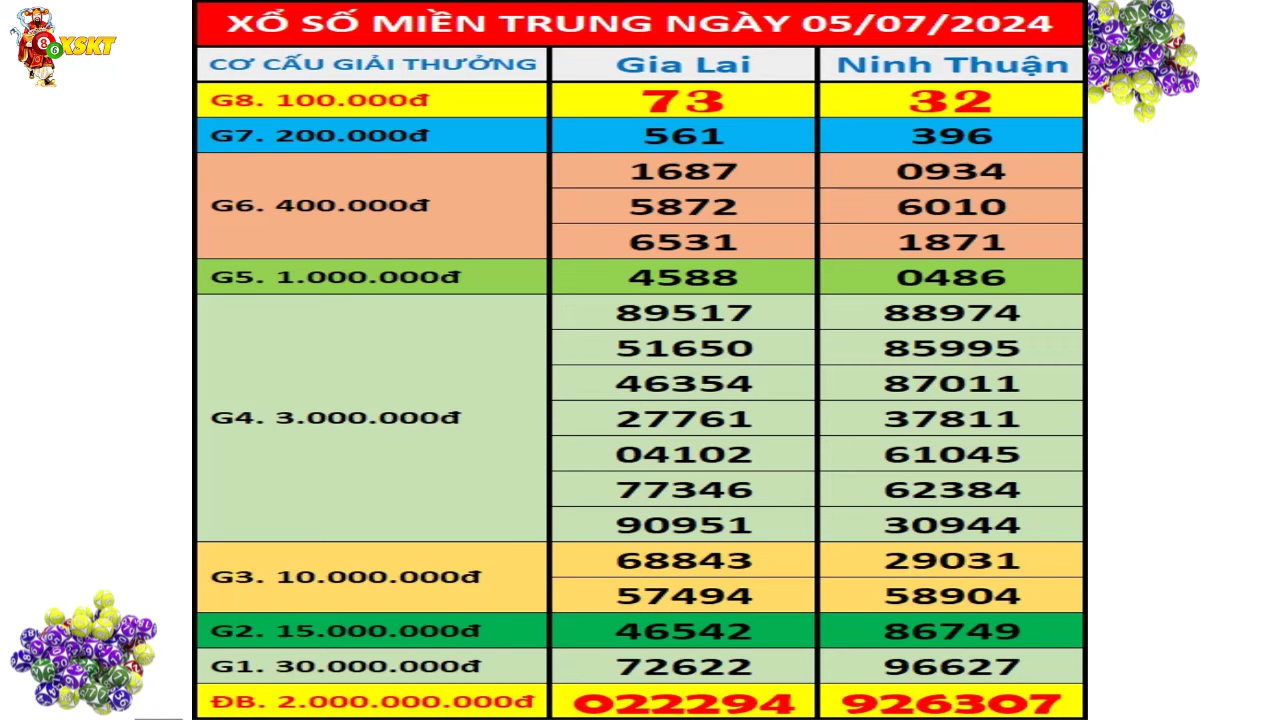 XSKT
XỔ SỐ MIỀN TRUNG NGÀY 05/07/2024
CƠ CẤU GIẢI THƯỞNG Gia Lai Ninh Thuận
G8. 100.000đ 73 32
G7. 200.000đ 561 396
G6. 400.000đ 1687 0934
5872 6010
6531 1871
G5. 1.000.000đ 4588 0486
G4. 3.000.000đ 89517 88974
51650 85995
46354 87011
27761 37811
04102 61045
77346 62384
90951 30944
G3. 10.000.000đ 68843 29031
57494 58904
G2. 15.000.000đ 46542 86749
G1. 30.000.000đ 72622 96627
ĐB. 2.000.000.000đ 022294 926307